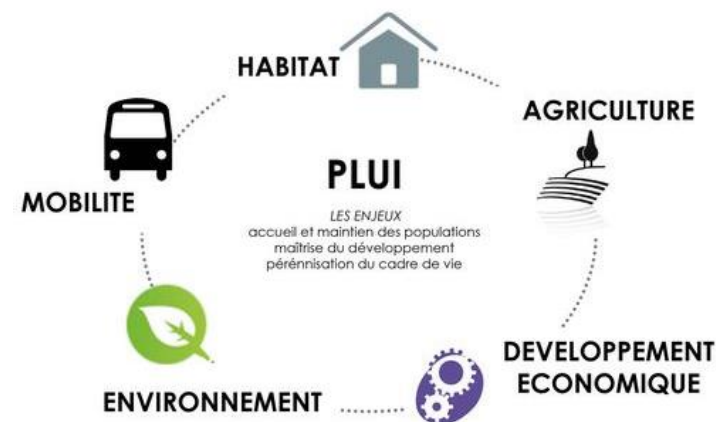 HABITAT
AGRICULTURE
MOBILITE
PLUI
LES ENJEUX
accueil et maintien des populations
maîtrise du développement
pérénnisation du cadre de vie
DEVELOPPEMENT
ECONOMIQUE
ENVIRONNEMENT